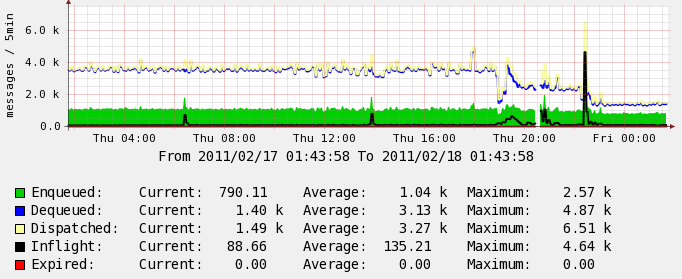 messages / 5min
6.0 k
4.0 k
2.0 k
0.0
Thu 04:00 Thu 08:00 Thu 12:00 Thu 16:00 Thu 20:00 Fri 00:00
From 2011/02/17 01:43:58 To 2011/02/18 01:43:58
Enqueued: Current: 790.11 Average: 1.04 k Maximum: 2.57 k
Dequeued: Current: 1.40 k Average: 3.13 k Maximum: 4.87 k
Dispatched: Current: 1.49 k Average: 3.27 k Maximum: 6.51 k
Inflight: Current: 88.66 Average: 135.21 Maximum: 4.64 k
Expired: Current: 0.00 Average: 0.00 Maximum: 0.00